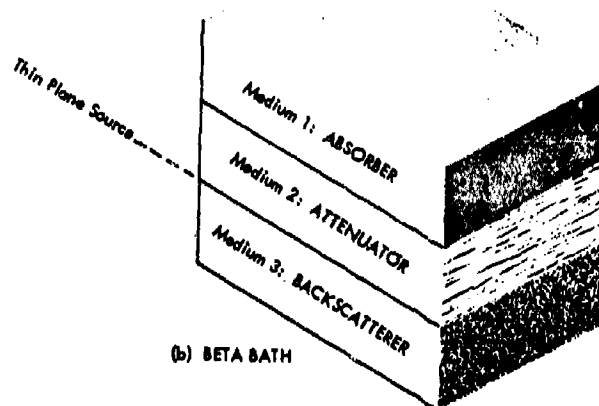 Thin Plane Source
Medium 1: ABSORBER
Medium 2: ATTENUATOR
Medium 3: BACKSCATTERER
(b) BETA BATH